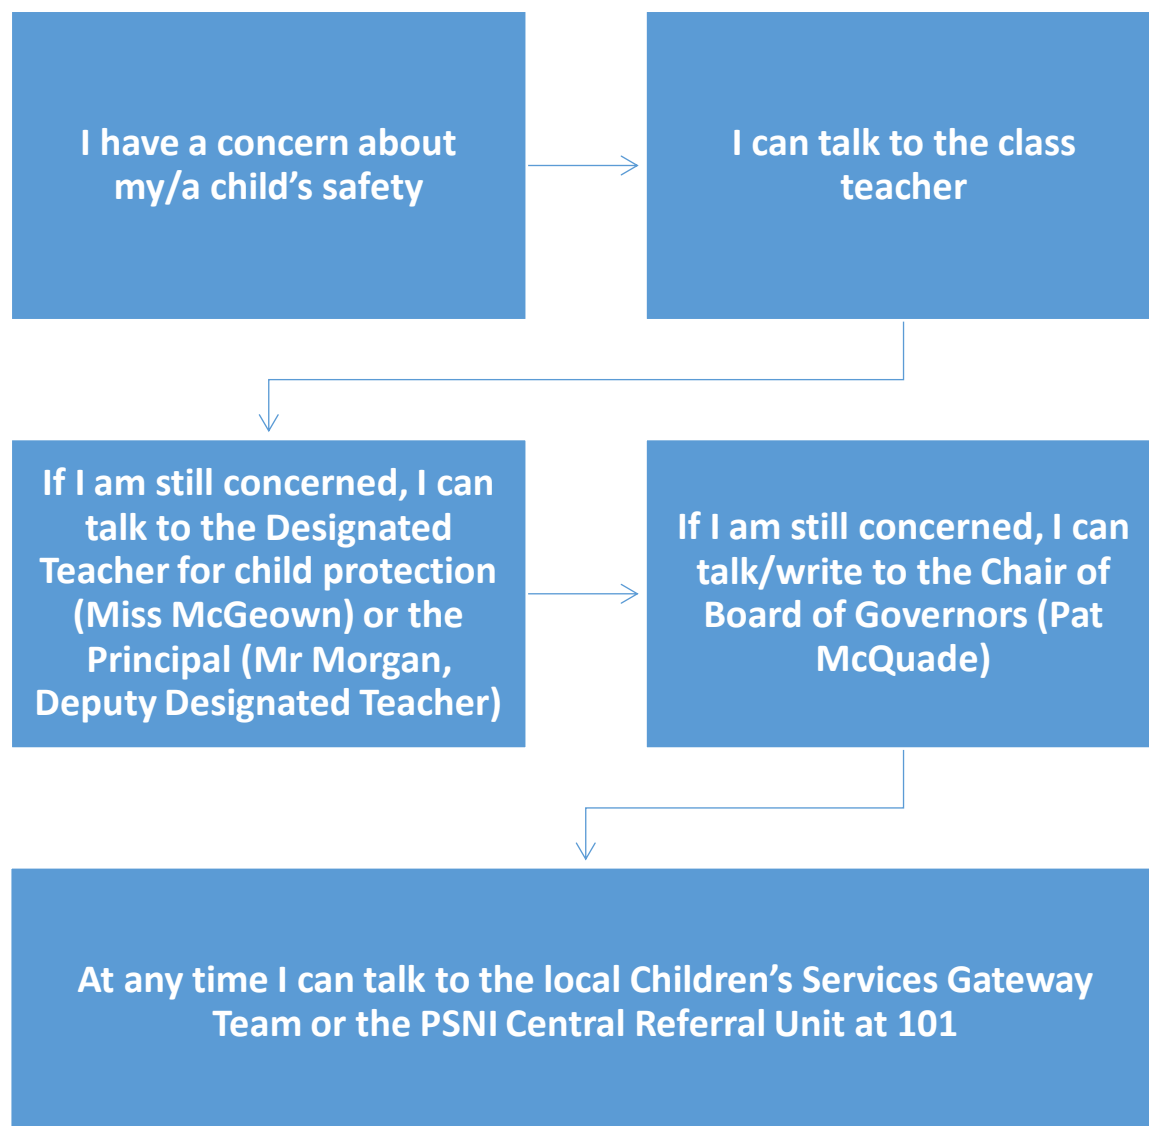 I have a concern about
my/a child’s safety
I can talk to the class
teacher
If I am still concerned, I can
talk to the Designated
Teacher for child protection
(Miss McGeown) or the
Principal (Mr Morgan,
Deputy Designated Teacher)
If I am still concerned, I can
talk/write to the Chair of
Board of Governors (Pat
McQuade)
At any time I can talk to the local Children’s Services Gateway
Team or the PSNI Central Referral Unit at 101